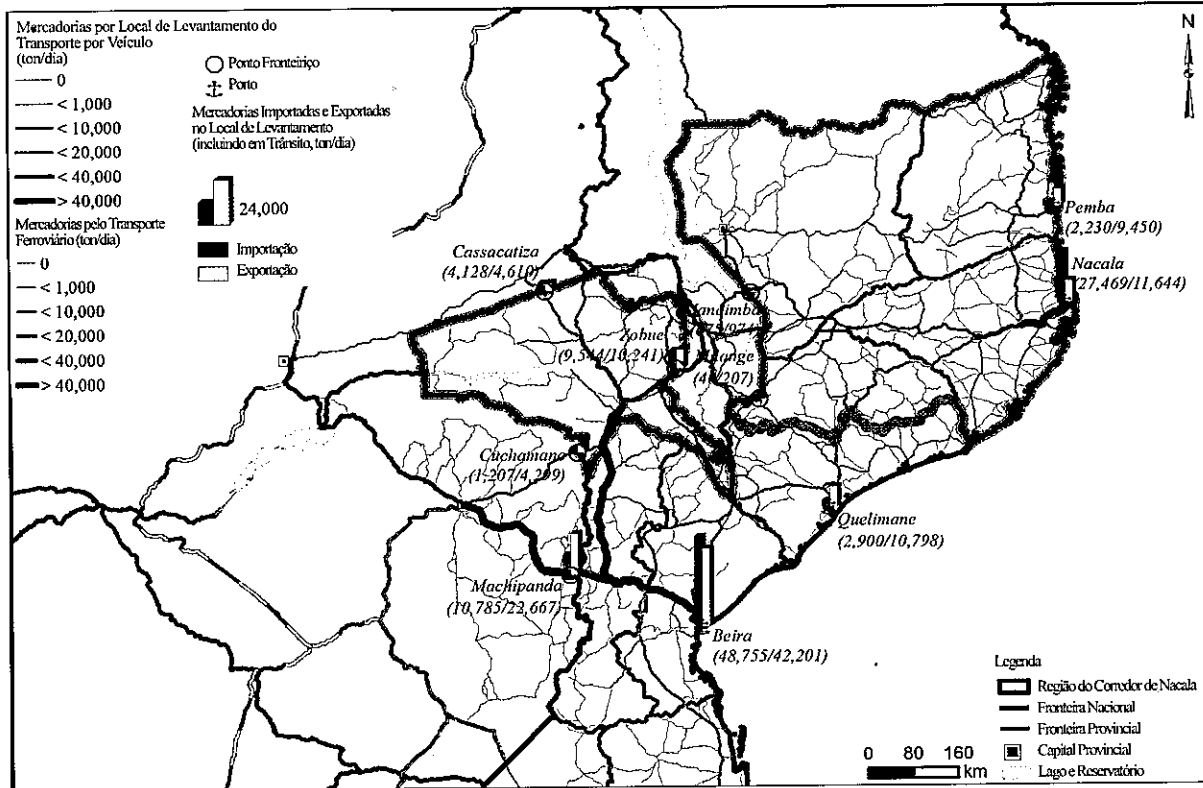 Mercadorias por Local de Levantamento do
Transporte por Veículo
(ton/dia)
0
< 1,000
< 10,000
< 20,000
< 40,000
> 40,000
Mercadorias pelo Transporte
Ferroviário (ton/dia)
0
< 1,000
< 10,000
< 20,000
< 40,000
> 40,000
Ponto Fronteiriço
Porto
Mercadorias Importadas e Exportadas
no Local de Levantamento
(incluindo em Trânsito, ton/dia)
24,000
Importação
Exportação
N
Pemba
(2,230/9,450)
Nacala
(27,469/11,644)
Cassacatiza
(4,128/4,610)
Zobue
(9,544/10,241)
Cuchamano
(1,207/4,299)
Quelimane
(2,900/10,798)
Machipanda
(10,785/22,667)
Beira
(48,755/42,201)
Legenda
Região do Corredor de Nacala
Fronteira Nacional
Fronteira Provincial
Capital Provincial
Lago e Reservatório
0 80 160
km